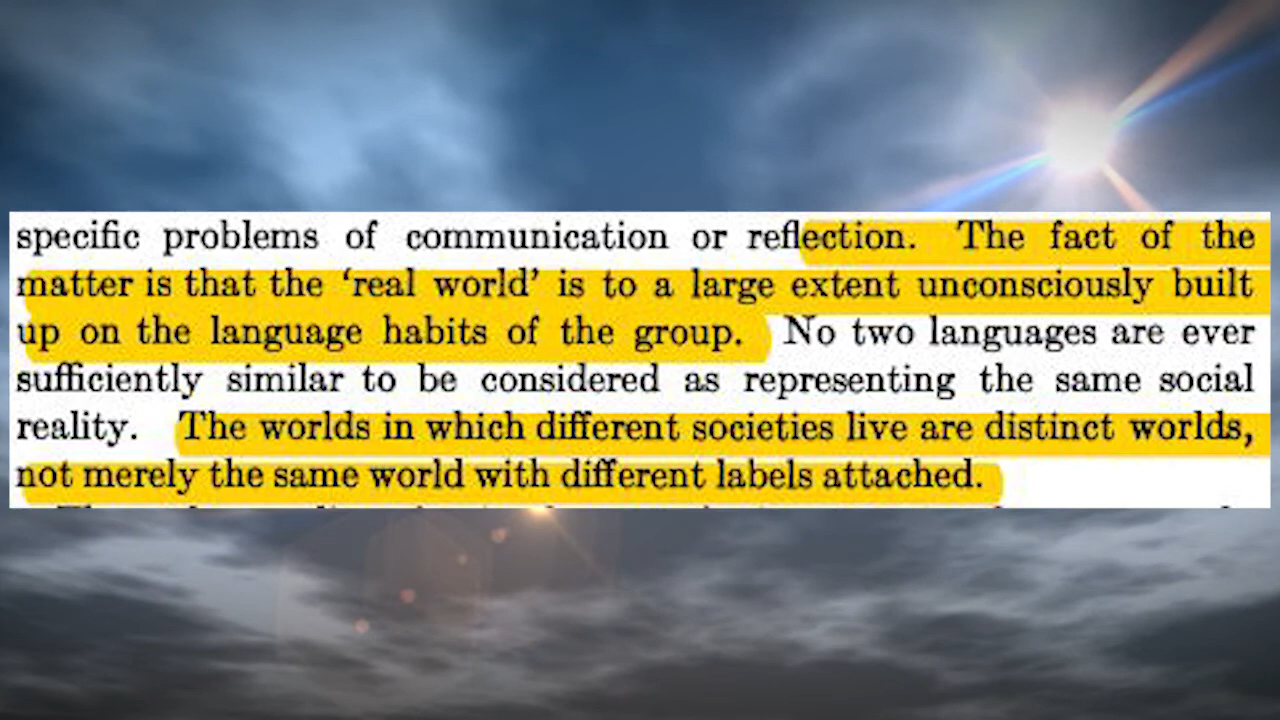 specific problems of communication or reflection. The fact of the
matter is that the ‘real world’ is to a large extent unconsciously built
up on the language habits of the group. No two languages are ever
sufficiently similar to be considered as representing the same social
reality. The worlds in which different societies live are distinct worlds,
not merely the same world with different labels attached.